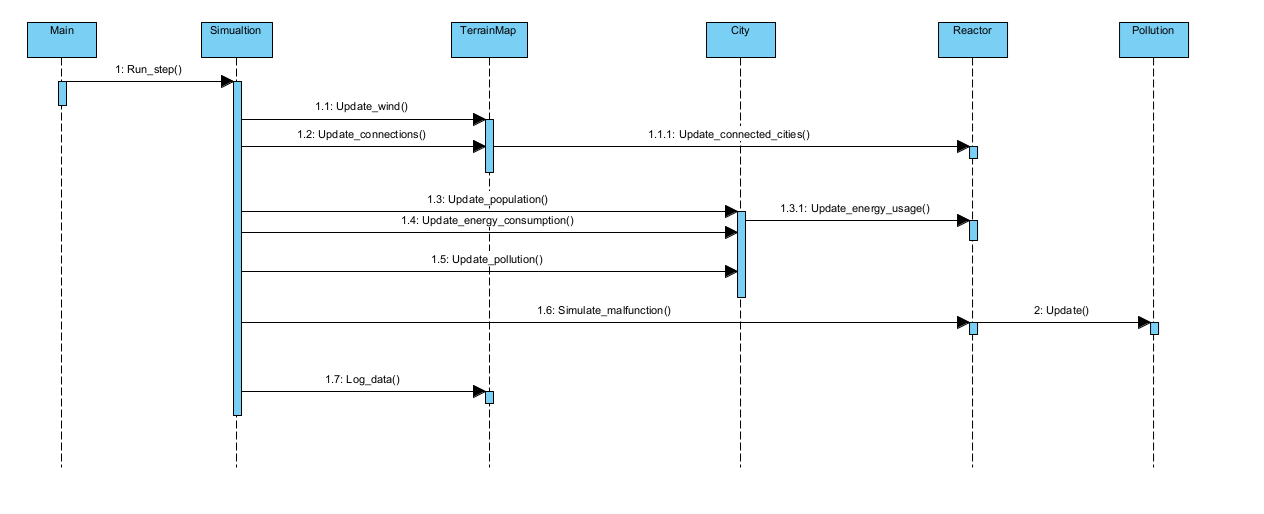 Main
Simualtion
TerrainMap
City
Reactor
Pollution
1: Run_step()
1.1: Update_wind()
1.2: Update_connections()
1.1.1: Update_connected_cities()
1.3: Update_population()
1.3.1: Update_energy_usage()
1.4: Update_energy_consumption()
1.5: Update_pollution()
1.6: Simulate_malfunction()
2: Update()
1.7: Log_data()